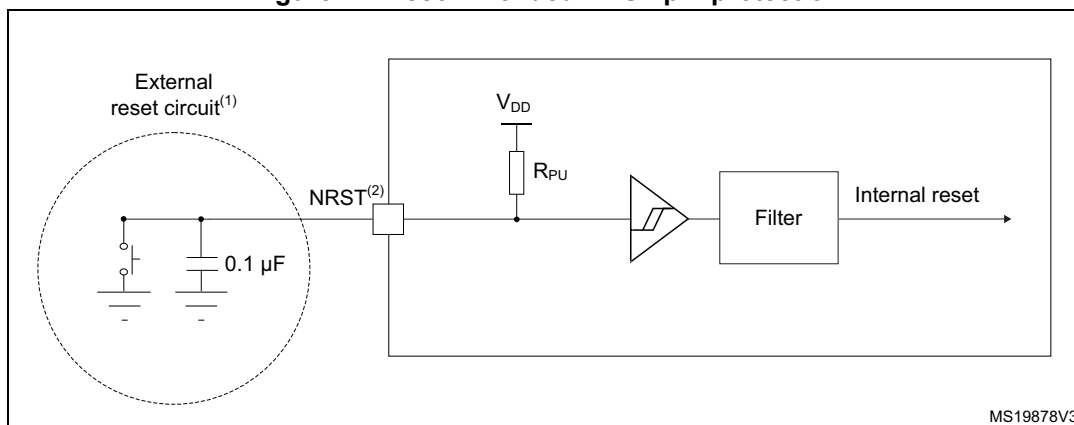 External
reset circuit(1)
VDD
RPU
NRST(2)
Filter
Internal reset
0.1 µF
MS19878V3